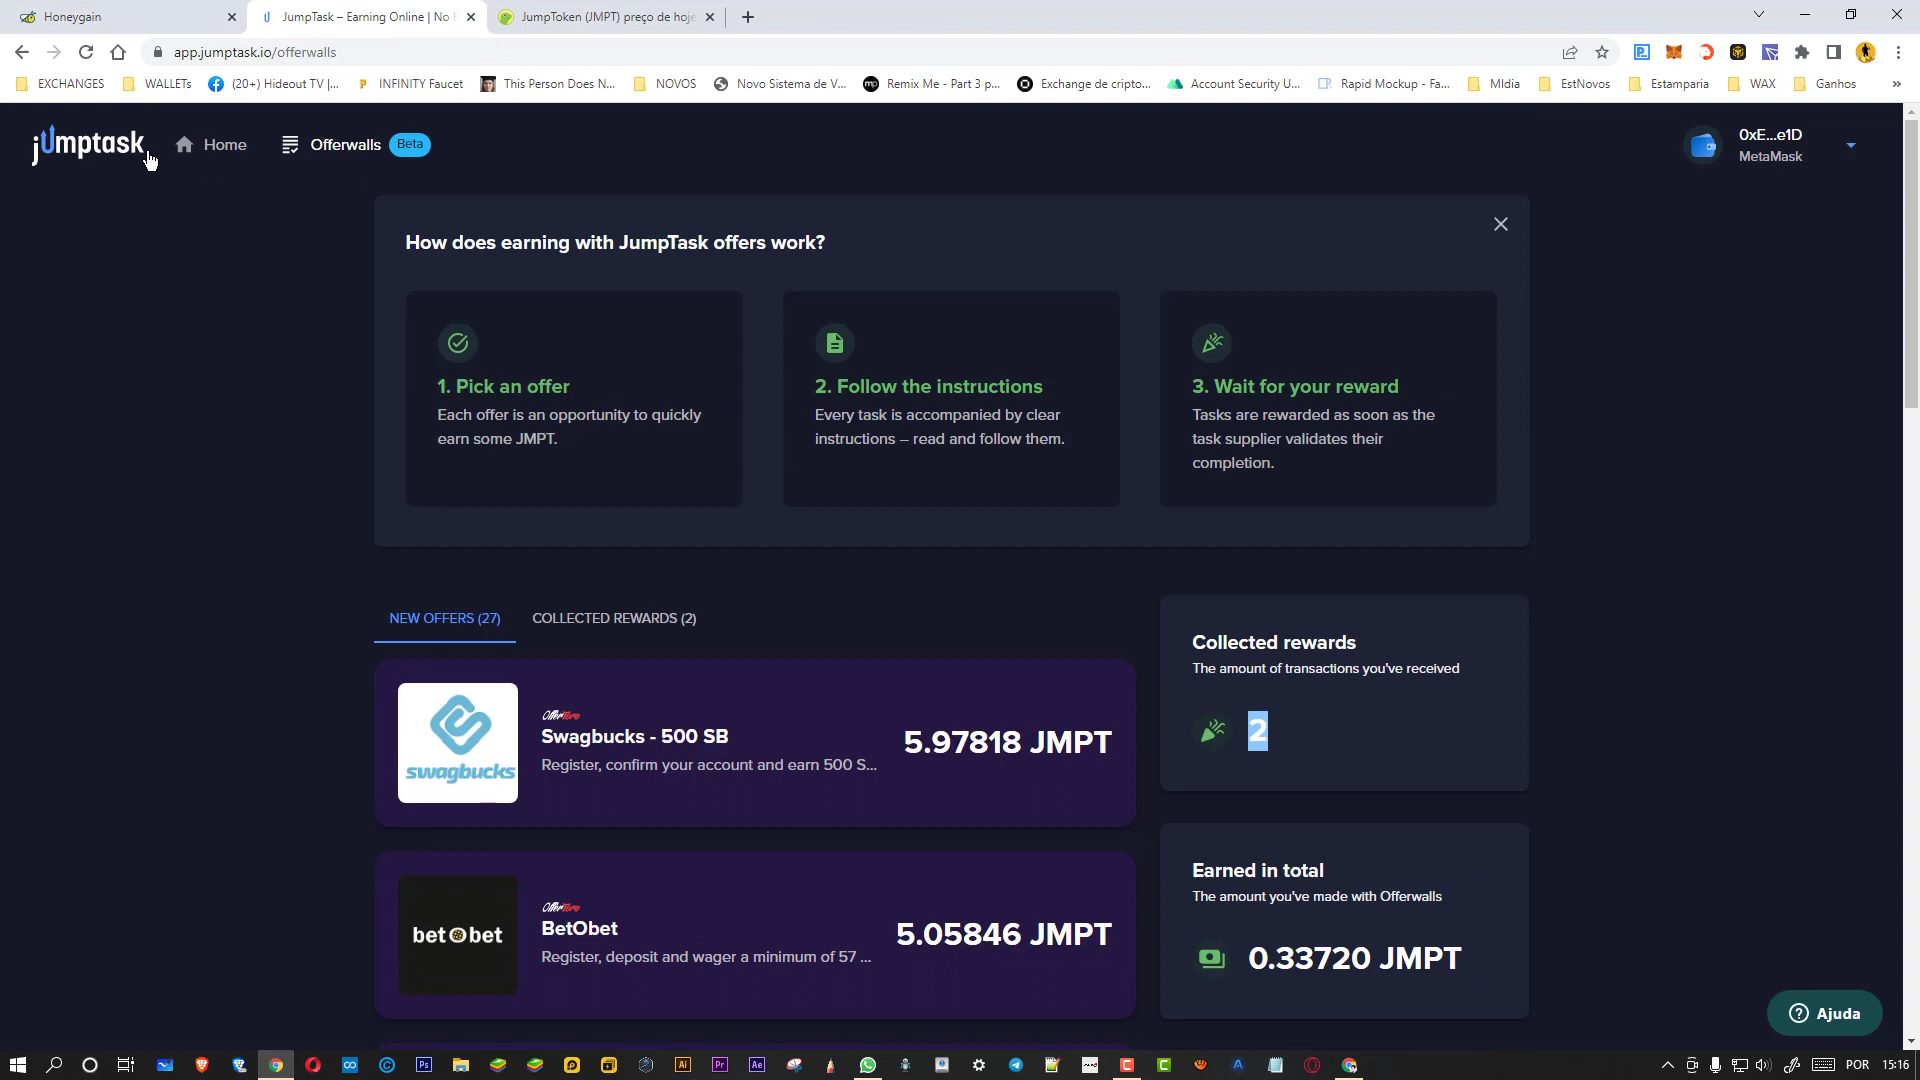 Honeygain
JumpTask – Earning Online | No F
JumpToken (JMPT) preço de hoje
app.jumptask.io/offerwalls
EXCHANGES
WALLETs
(20+) Hideout TV |...
INFINITY Faucet
This Person Does N...
NOVOS
Novo Sistema de V...
Remix Me - Part 3 p...
Exchange de cripto...
Account Security U...
Rapid Mockup - Fa...
MIdia
EstNovos
Estamparia
WAX
Ganhos
»
jumptask
Home
Offerwalls
Beta
0xE...e1D
MetaMask
How does earning with JumpTask offers work?
1. Pick an offer
Each offer is an opportunity to quickly
earn some JMPT.
2. Follow the instructions
Every task is accompanied by clear
instructions – read and follow them.
3. Wait for your reward
Tasks are rewarded as soon as the
task supplier validates their
completion.
NEW OFFERS (27)
COLLECTED REWARDS (2)
swagbucks
OfferToro
Swagbucks - 500 SB
Register, confirm your account and earn 500 S...
5.97818 JMPT
bet bet
OfferToro
BetObet
Register, deposit and wager a minimum of 57 ...
5.05846 JMPT
Collected rewards
The amount of transactions you've received
2
Earned in total
The amount you've made with Offerwalls
0.33720 JMPT
Ajuda
Ps
Ai
Pr
Ae
POR
15:16